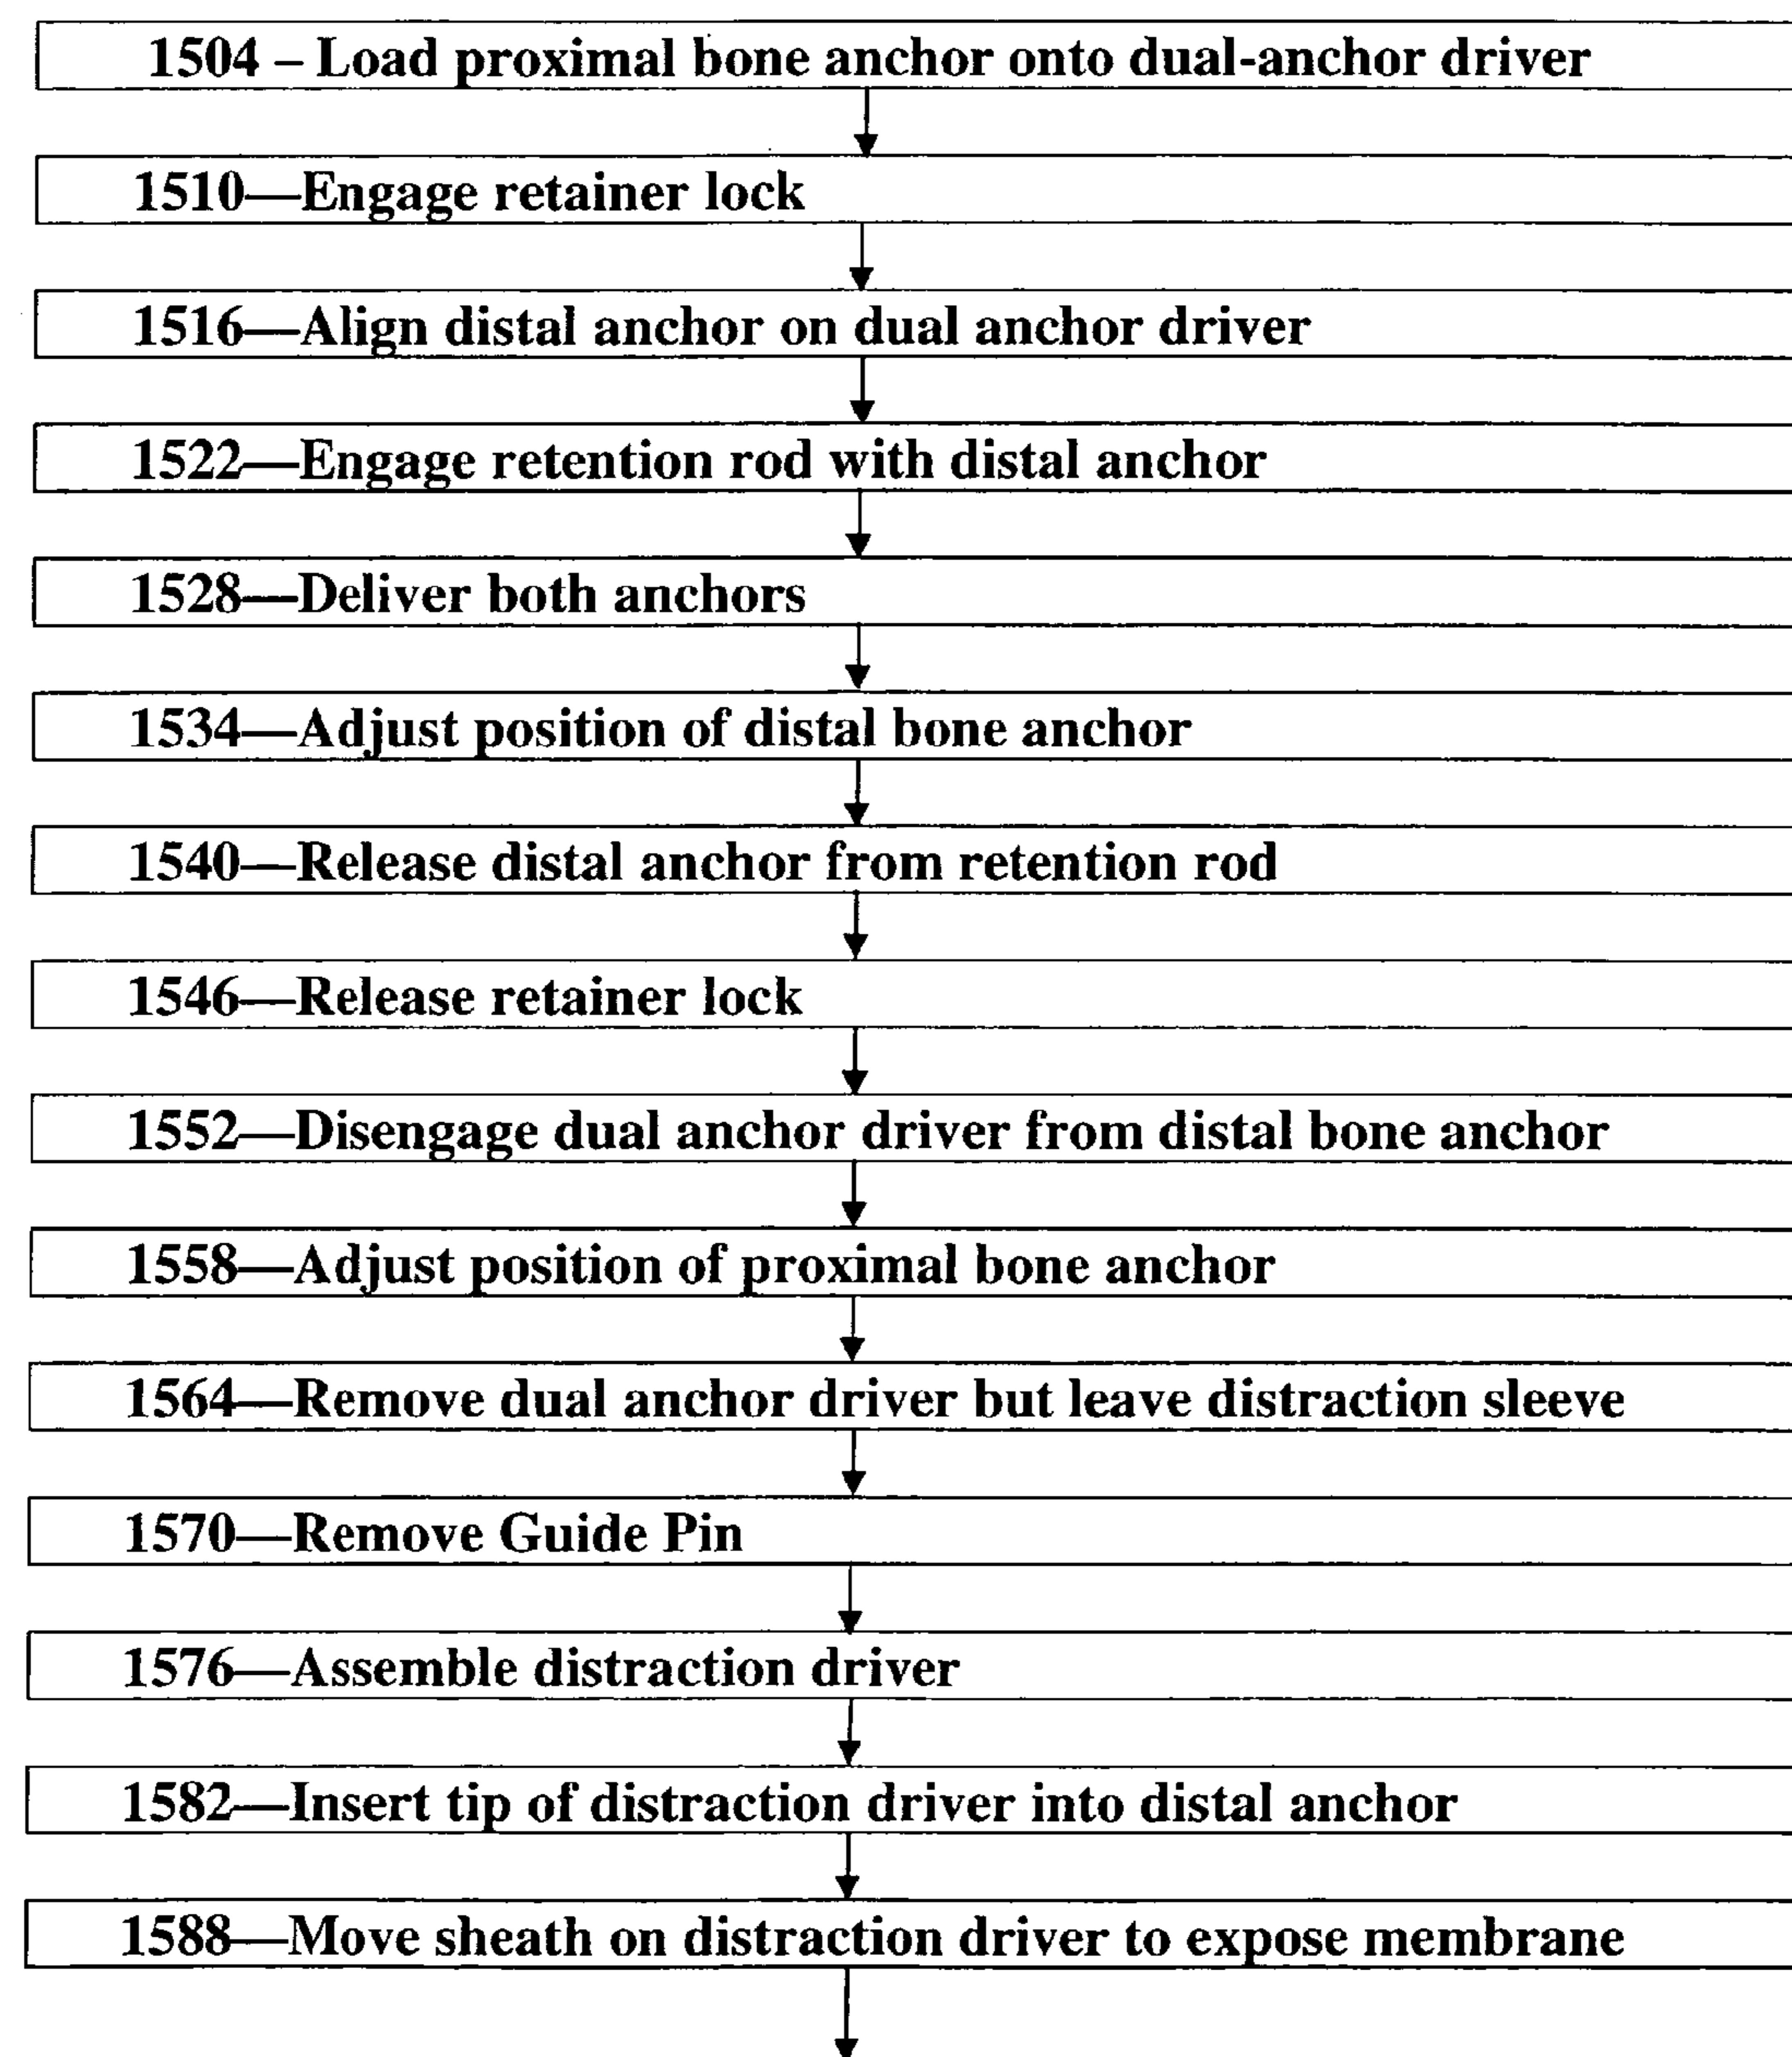 1504 – Load proximal bone anchor onto dual-anchor driver
1510—Engage retainer lock
1516—Align distal anchor on dual anchor driver
1522—Engage retention rod with distal anchor
1528—Deliver both anchors
1534—Adjust position of distal bone anchor
1540—Release distal anchor from retention rod
1546—Release retainer lock
1552—Disengage dual anchor driver from distal bone anchor
1558—Adjust position of proximal bone anchor
1564—Remove dual anchor driver but leave distraction sleeve
1570—Remove Guide Pin
1576—Assemble distraction driver
1582—Insert tip of distraction driver into distal anchor
1588—Move sheath on distraction driver to expose membrane